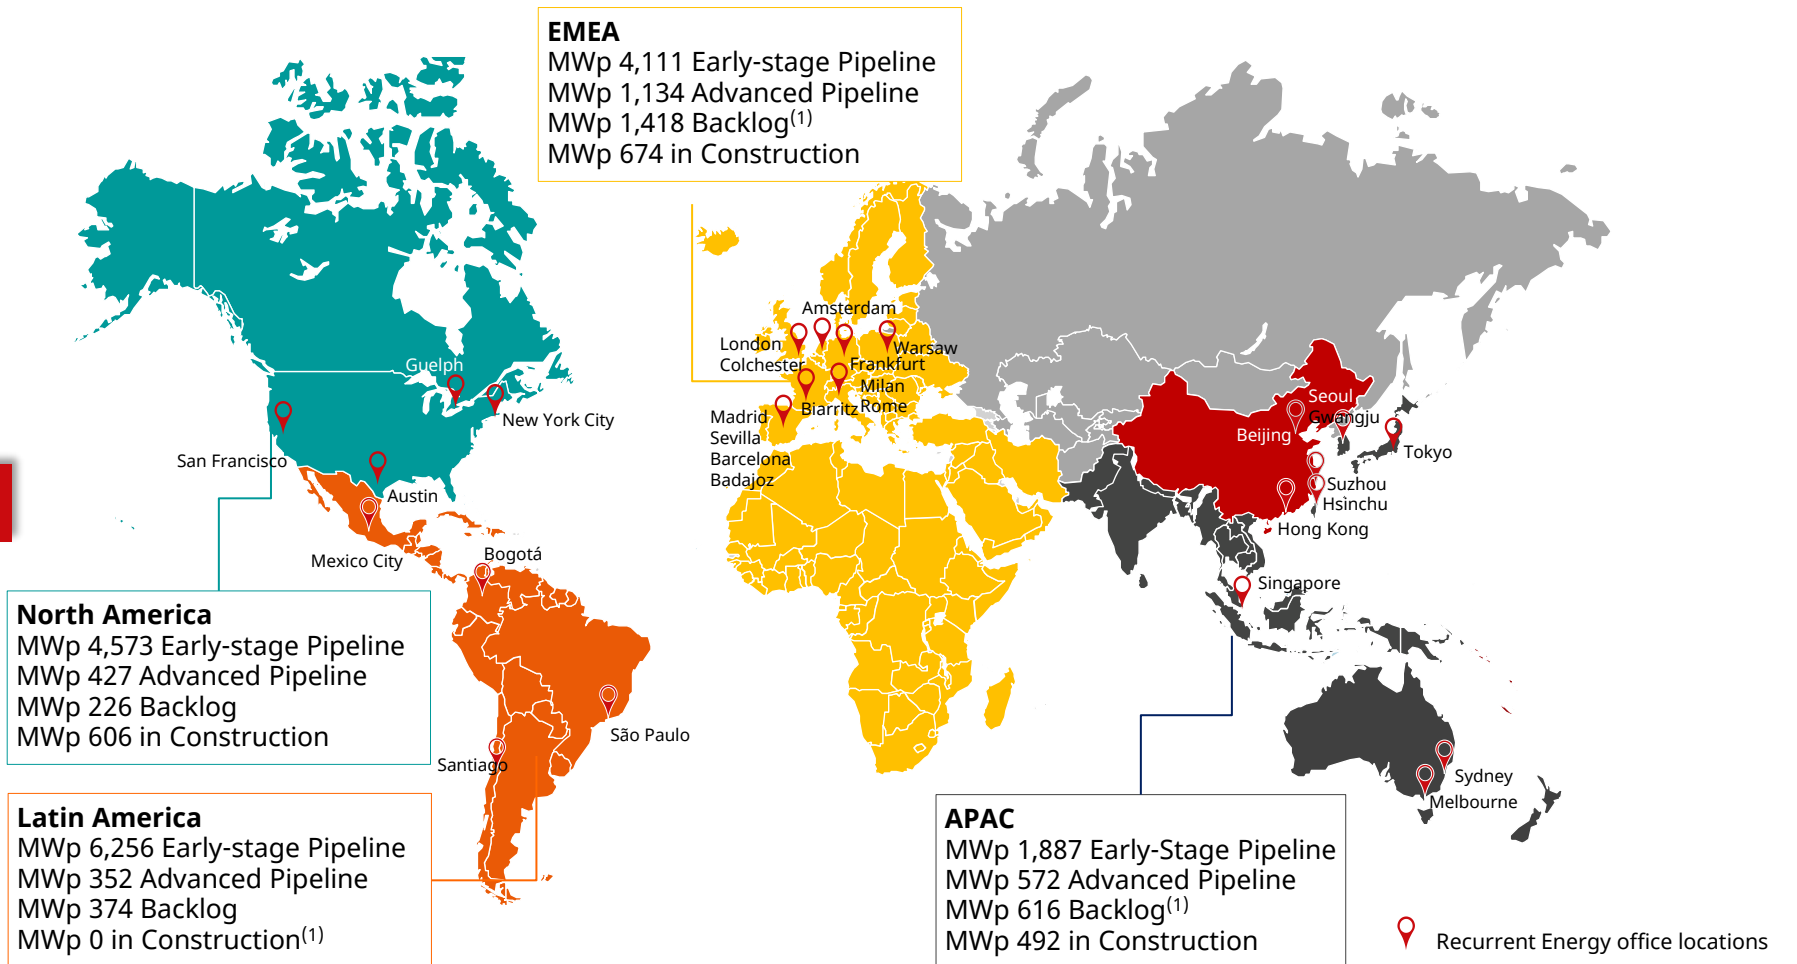 EMEA
MWp 4,111 Early-stage Pipeline
MWp 1,134 Advanced Pipeline
MWp 1,418 Backlog(1)
MWp 674 in Construction
Amsterdam
London
Colchester
Warsaw
Frankfurt
Milan
Rome
Biarritz
Madrid
Sevilla
Barcelona
Badajoz
Guelph
New York City
San Francisco
Austin
Mexico City
Bogotá
São Paulo
Santiago
Seoul
Gwangju
Beijing
Tokyo
Suzhou
Hsinchu
Hong Kong
Singapore
Sydney
Melbourne
North America
MWp 4,573 Early-stage Pipeline
MWp 427 Advanced Pipeline
MWp 226 Backlog
MWp 606 in Construction
Latin America
MWp 6,256 Early-stage Pipeline
MWp 352 Advanced Pipeline
MWp 374 Backlog
MWp 0 in Construction(1)
APAC
MWp 1,887 Early-Stage Pipeline
MWp 572 Advanced Pipeline
MWp 616 Backlog(1)
MWp 492 in Construction
Recurrent Energy office locations